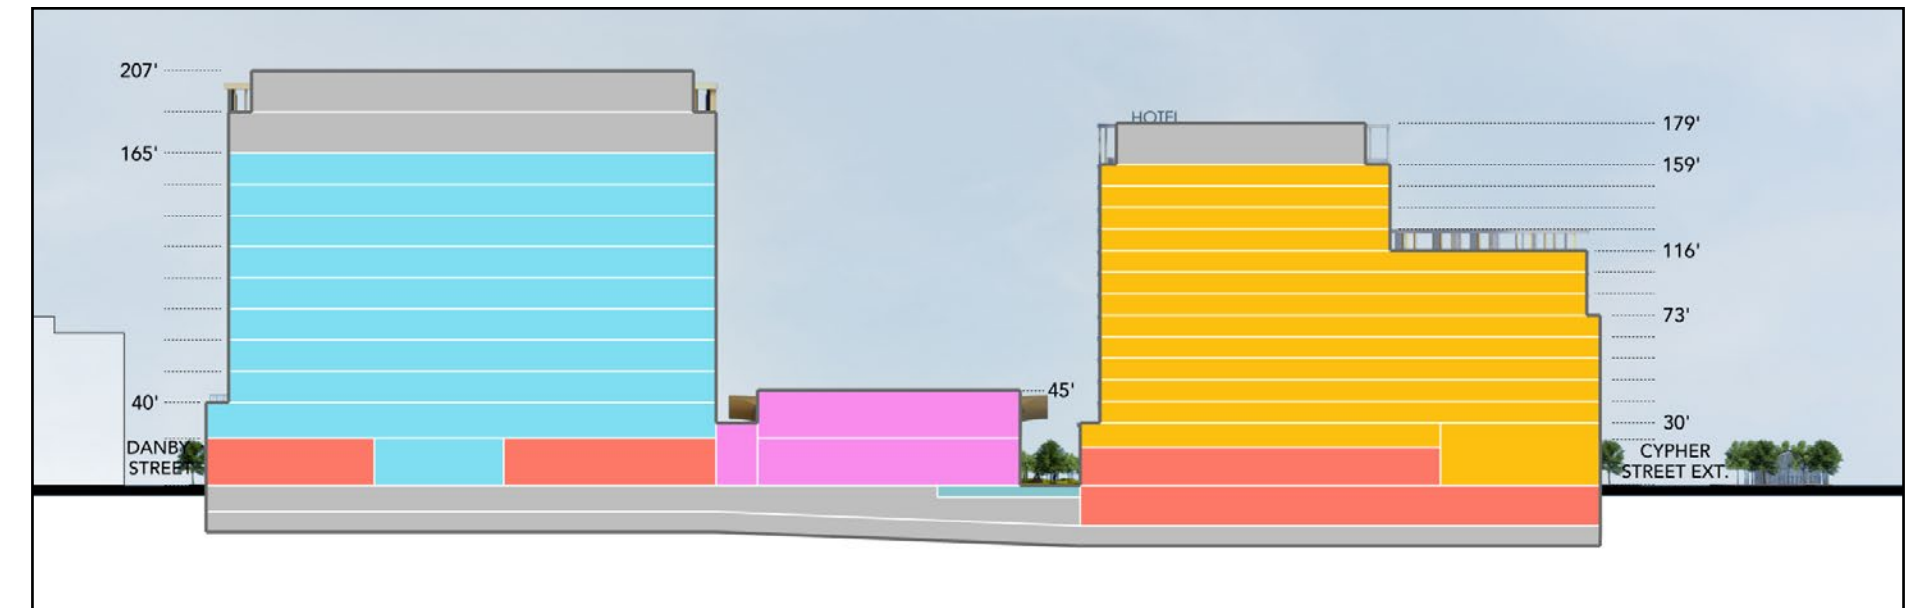 207'
165'
40'
DANBY
STREET
45'
HOTEL
179'
159'
116'
73'
30'
CYPHER
STREET EXT.